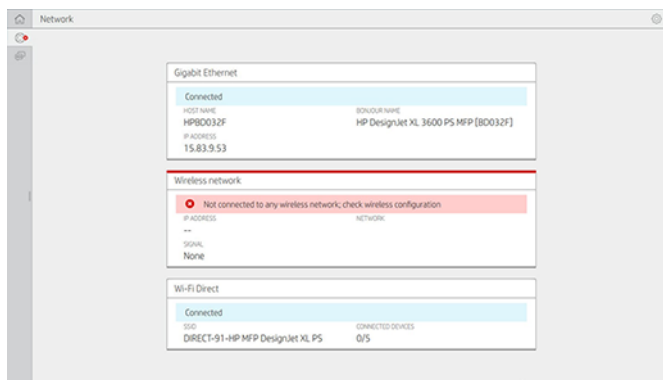 Network
Gigabit Ethernet
Connected
HOST NAME BONJOUR NAME
HPBD032F HP DesignJet XL 3600 PS MFP [BD032F]
IP ADDRESS
15.83.9.53
Wireless network
Not connected to any wireless network; check wireless configuration
IP ADDRESS NETWORK
--
SIGNAL
None
Wi-Fi Direct
Connected
SSID CONNECTED DEVICES
DIRECT-91-HP MFP DesignJet XL PS 0/5